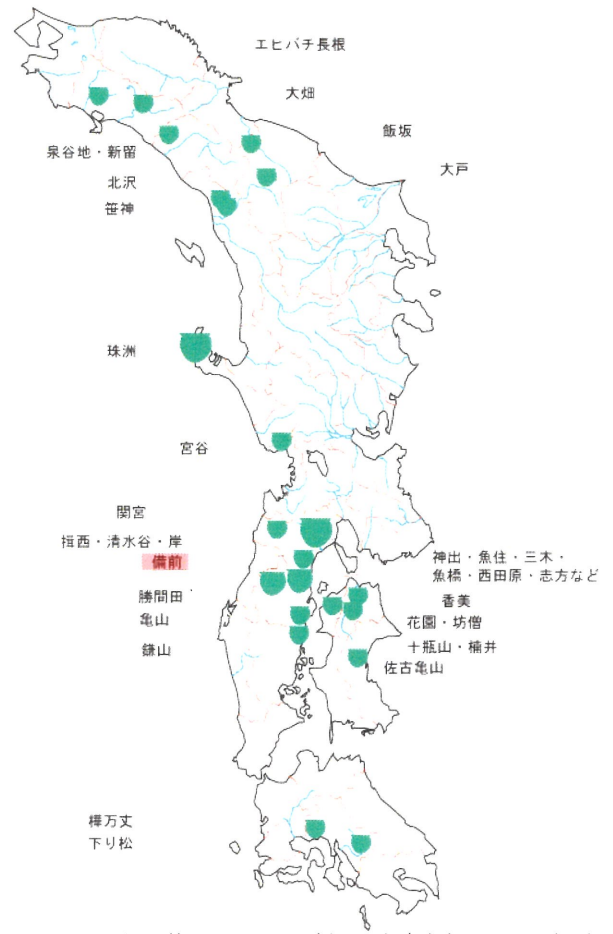 エヒバチ長根
大畑
飯坂
大戸
泉谷地・新留
北沢
笹神
珠洲
宮谷
関宮
揖西・清水谷・岸
備前
勝間田
亀山
鎌山
神出・魚住・三木・
魚橋・西田原・志方など
香美
花園・坊僧
十瓶山・楠井
佐古亀山
樺万丈
下り松